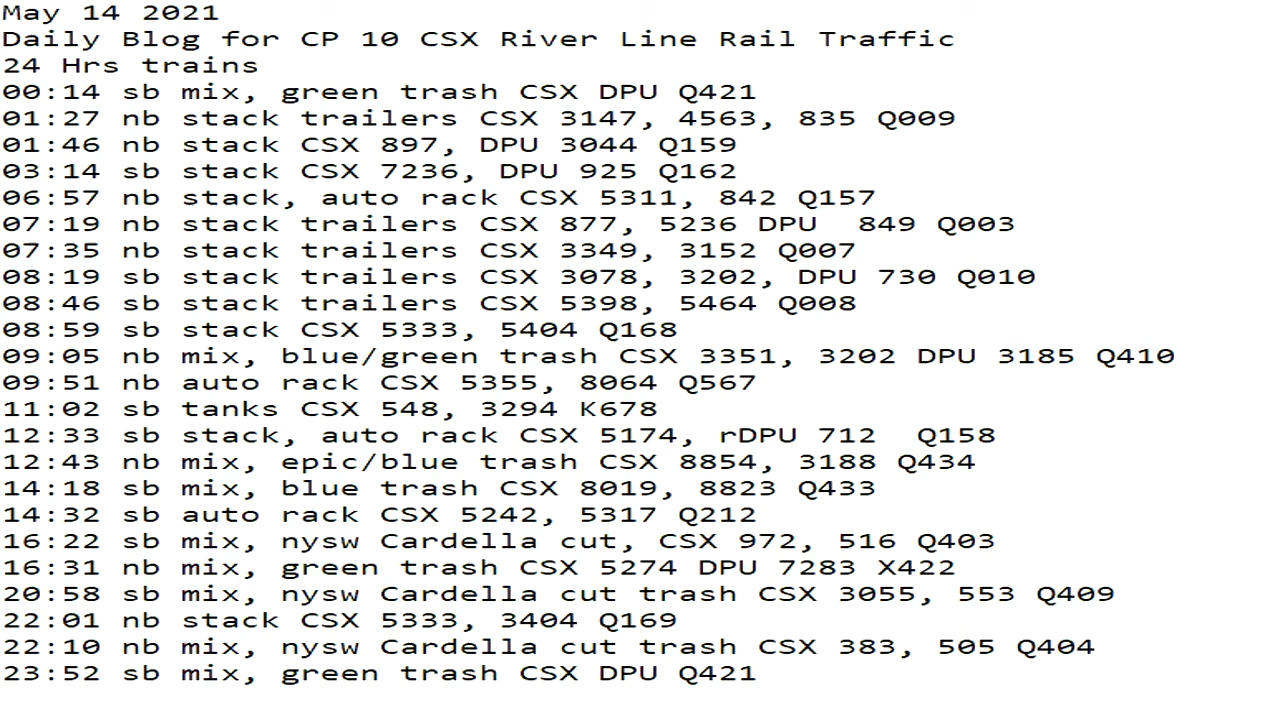 May 14 2021
Daily Blog for CP 10 CSX River Line Rail Traffic
24 Hrs trains
00:14 sb mix, green trash CSX DPU Q421
01:27 nb stack trailers CSX 3147, 4563, 835 Q009
01:46 nb stack CSX 897, DPU 3044 Q159
03:14 sb stack CSX 7236, DPU 925 Q162
06:57 nb stack, auto rack CSX 5311, 842 Q157
07:19 nb stack trailers CSX 877, 5236 DPU  849 Q003
07:35 nb stack trailers CSX 3349, 3152 Q007
08:19 sb stack trailers CSX 3078, 3202, DPU 730 Q010
08:46 sb stack trailers CSX 5398, 5464 Q008
08:59 sb stack CSX 5333, 5404 Q168
09:05 nb mix, blue/green trash CSX 3351, 3202 DPU 3185 Q410
09:51 nb auto rack CSX 5355, 8064 Q567
11:02 sb tanks CSX 548, 3294 K678
12:33 sb stack, auto rack CSX 5174, rDPU 712  Q158
12:43 nb mix, epic/blue trash CSX 8854, 3188 Q434
14:18 sb mix, blue trash CSX 8019, 8823 Q433
14:32 sb auto rack CSX 5242, 5317 Q212
16:22 sb mix, nysw Cardella cut, CSX 972, 516 Q403
16:31 nb mix, green trash CSX 5274 DPU 7283 X422
20:58 sb mix, nysw Cardella cut trash CSX 3055, 553 Q409
22:01 nb stack CSX 5333, 3404 Q169
22:10 nb mix, nysw Cardella cut trash CSX 383, 505 Q404
23:52 sb mix, green trash CSX DPU Q421